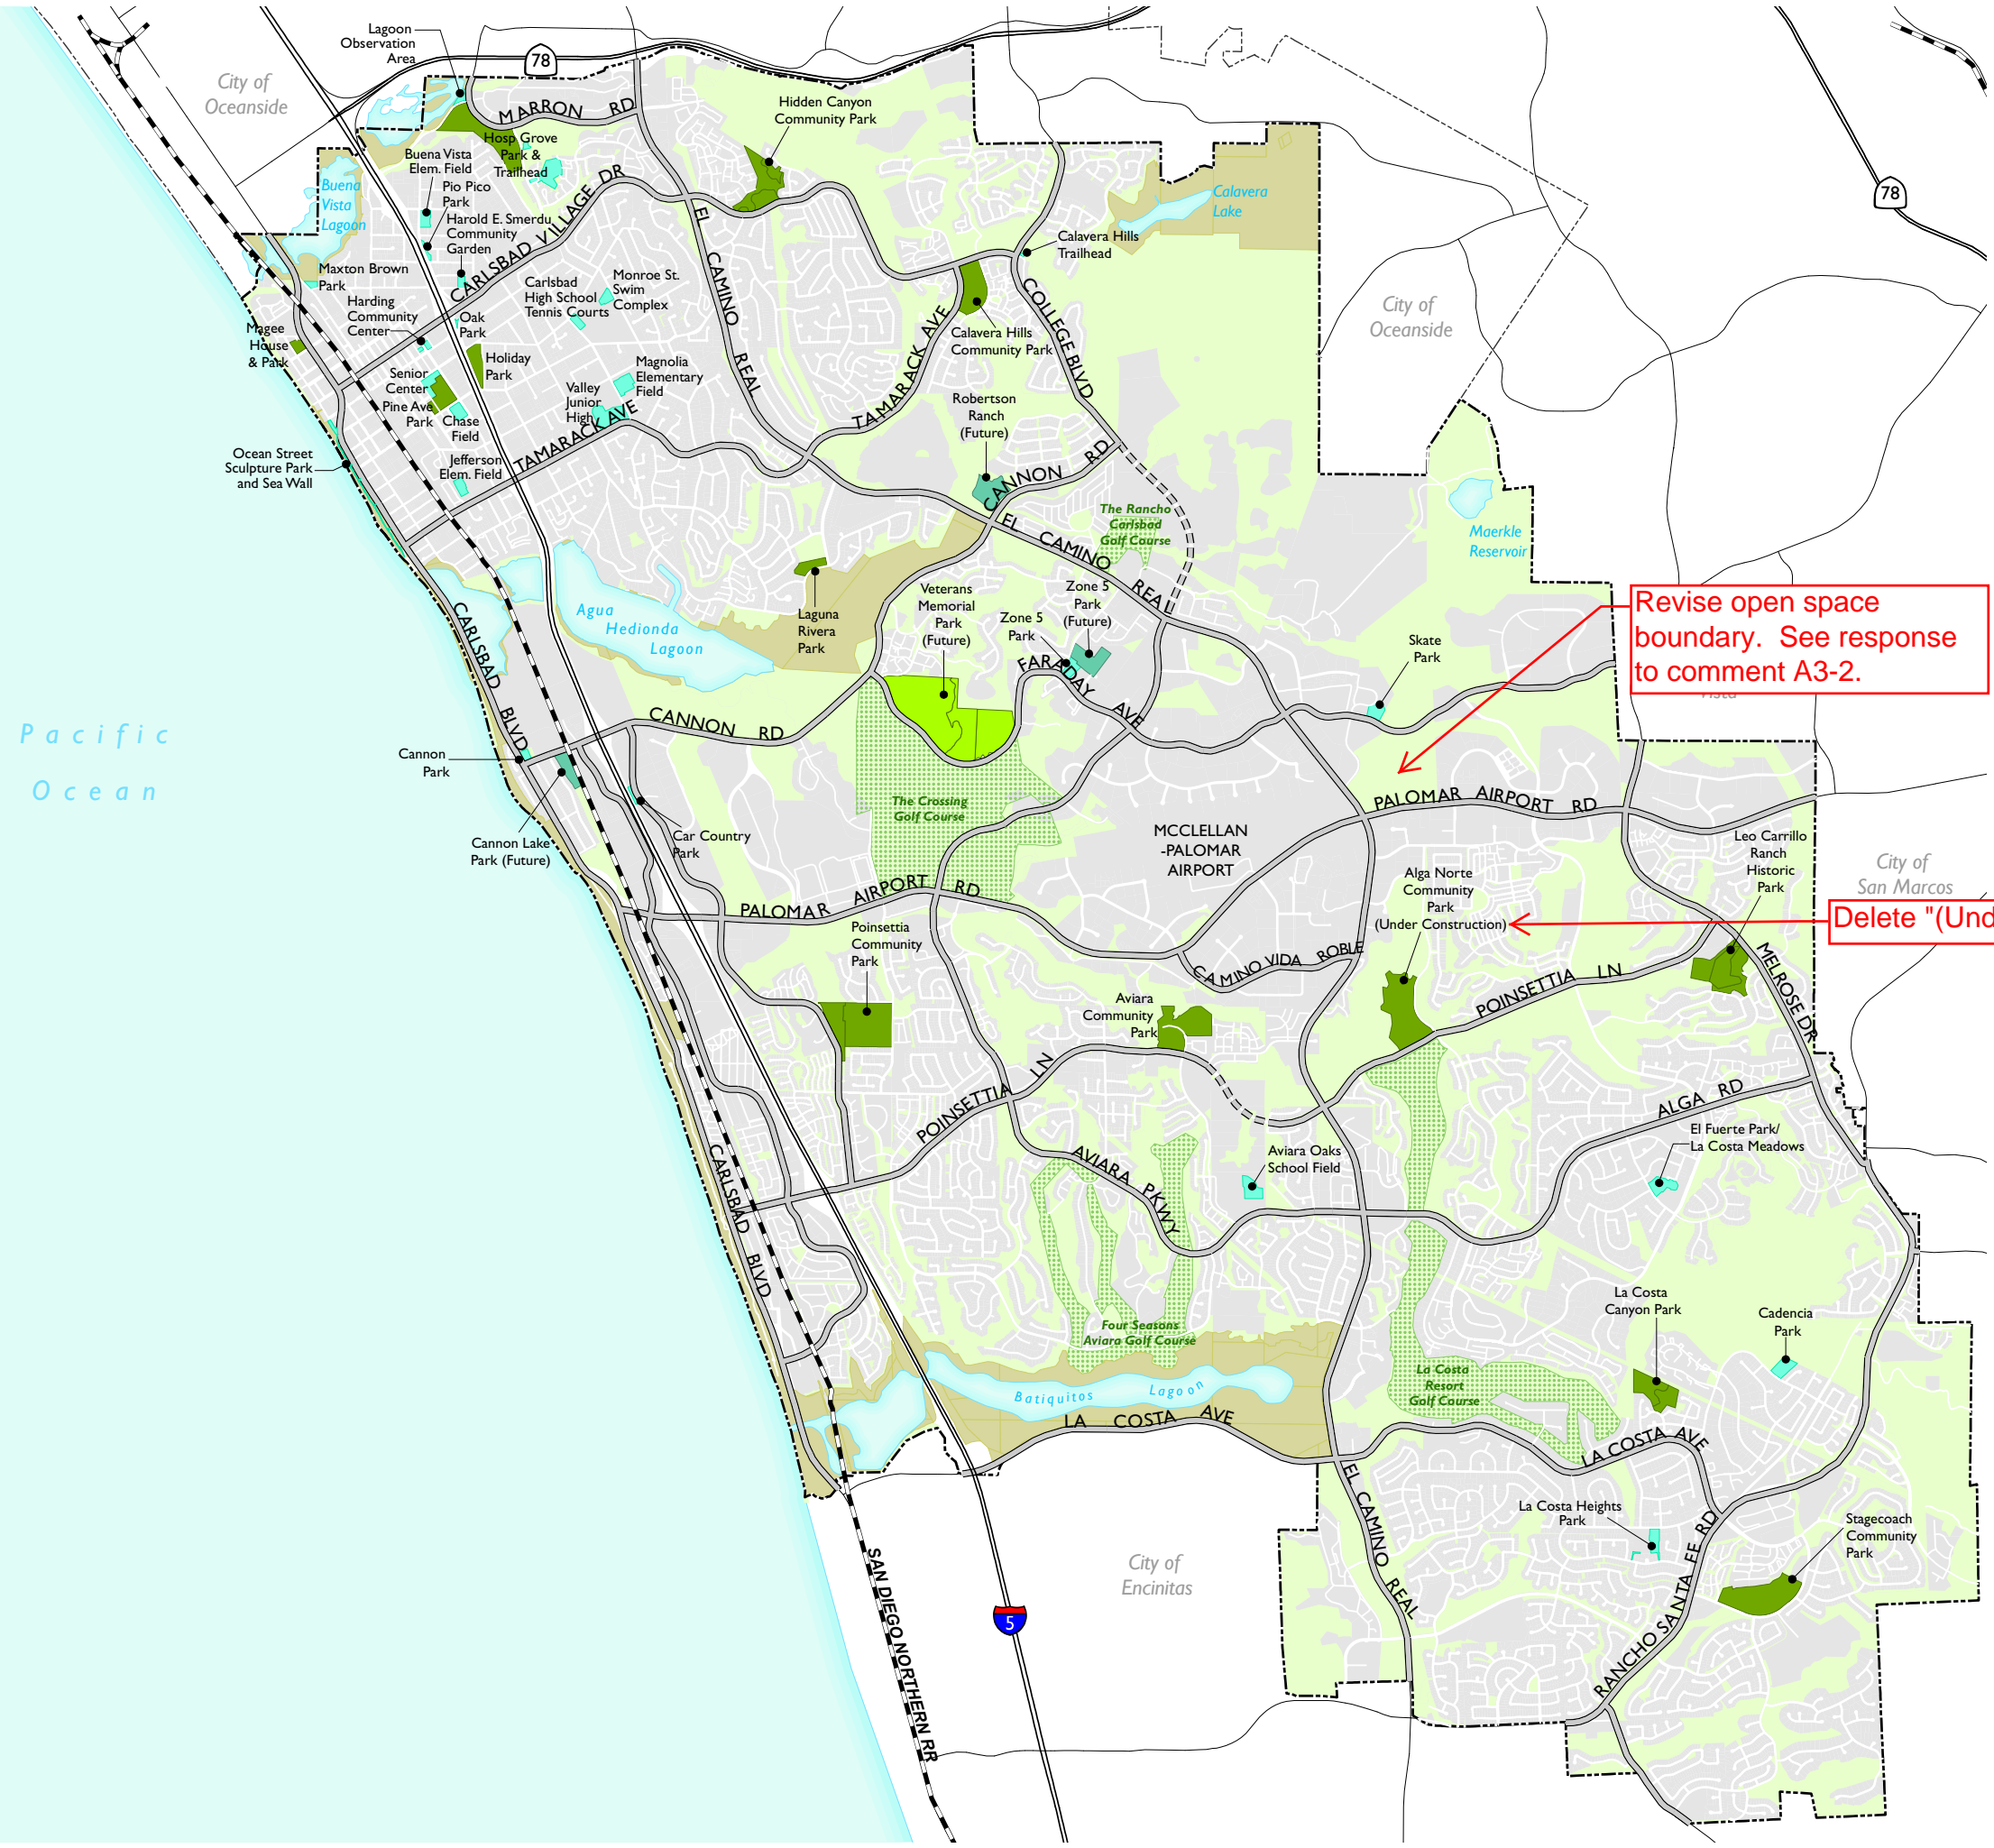 Lagoon
Observation
Area
78
City of
Oceanside
MARRON RD
Hidden Canyon
Community Park
Hosp Grove
Park &
Trailhead
Buena Vista
Elem. Field
Pio Pico
Park
Harold E. Smerdu
Community
Garden
Buena
Vista
Lagoon
CARLSBAD VILLAGE DR
EL CAMINO REAL
Calavera
Lake
78
Calavera Hills
Trailhead
Maxton Brown
Park
Harding
Community
Center
Carlsbad
High School
Tennis Courts
Monroe St.
Swim
Complex
Oak
Park
Magee
House
& Park
Holiday
Park
Senior
Center
Pine Ave
Park
Chase
Field
Valley
Junior
High
Magnolia
Elementary
Field
TAMARACK AVE
TAMARACK AVE
Calavera Hills
Community Park
COLLEGE BLVD
City of
Oceanside
Robertson
Ranch
(Future)
Ocean Street
Sculpture Park
and Sea Wall
Jefferson
Elem. Field
CANNON RD
The Rancho
Carlsbad
Golf Course
EL CAMINO REAL
Maerkle
Reservoir
Agua
Hedionda
Lagoon
Laguna
Rivera
Park
Veterans
Memorial
Park
(Future)
Zone 5
Park
(Future)
Zone 5
Park
FARADAY AVE
Skate
Park
Revise open space
boundary. See response
to comment A3-2.
Vista
CARLSBAD BLVD
CANNON RD
Pacific
Ocean
Cannon
Park
Cannon Lake
Park (Future)
Car Country
Park
The Crossing
Golf Course
MCCLELLAN
-PALOMAR
AIRPORT
PALOMAR AIRPORT RD
Leo Carrillo
Ranch
Historic
Park
City of
San Marcos
Alga Norte
Community
Park
(Under Construction)
Delete "(Und
PALOMAR AIRPORT RD
Poinsettia
Community
Park
CAMINO VIDA ROBLE
POINSETTIA LN
MELROSE DR
Aviara
Community
Park
POINSETTIA LN
ALGA RD
El Fuerte Park/
La Costa Meadows
CARLSBAD BLVD
AVIARA PKWY
Aviara Oaks
School Field
La Costa
Canyon Park
Cadencia
Park
Four Seasons
Aviara Golf Course
Batiquitos Lagoon
La Costa
Resort
Golf Course
LA COSTA AVE
LA COSTA AVE
EL CAMINO REAL
La Costa Heights
Park
Stagecoach
Community
Park
RANCHO SANTA FE RD
City of
Encinitas
5
SAN DIEGO NORTHERN RR